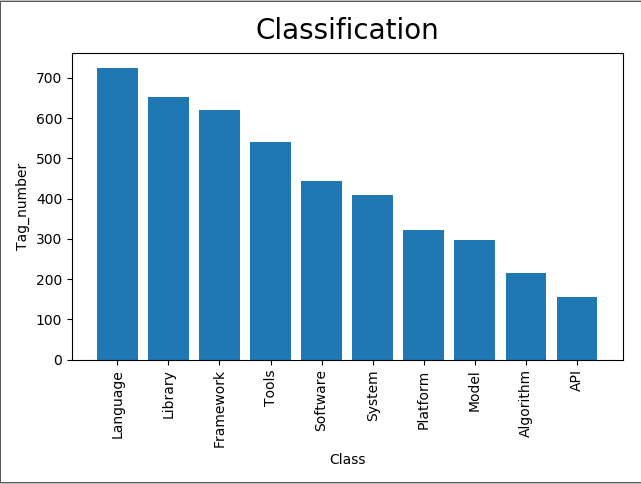 Classification
700
600
500
400
300
200
100
0
Tag_number
Language
Library
Framework
Tools
Software
System
Platform
Model
Algorithm
API
Class